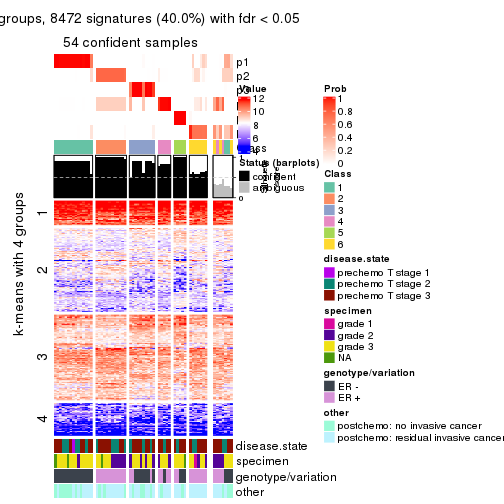 groups, 8472 signatures (40.0%) with fdr < 0.05
54 confident samples
p1
p2
Value
12
10
8
6
Status (barplots)
confident
ambiguous
0
k-means with 4 groups
1
2
3
4
disease.state
specimen
genotype/variation
other
Prob
1
0.8
0.6
0.4
0.2
0
Class
1
2
3
4
5
6
disease.state
prechemo T stage 1
prechemo T stage 2
prechemo T stage 3
specimen
grade 1
grade 2
grade 3
NA
genotype/variation
ER -
ER +
other
postchemo: no invasive cancer
postchemo: residual invasive cancer